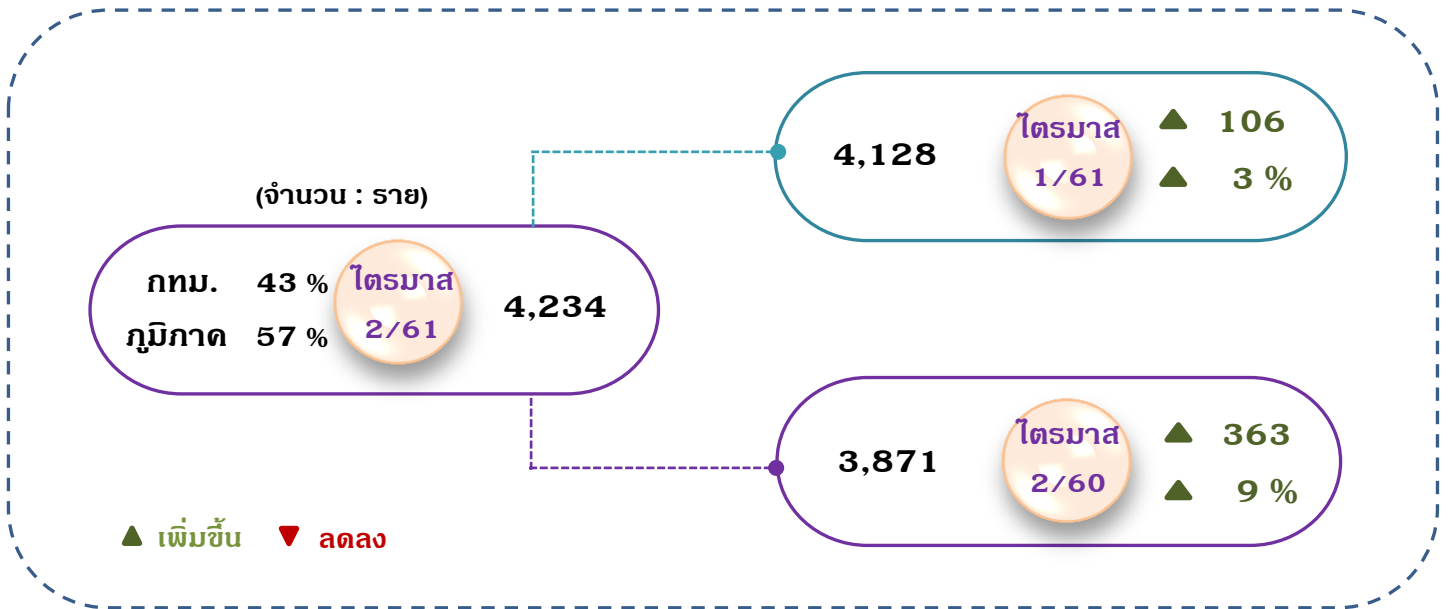 (จำนวน : ราย)
กทม. 43 %
ภูมิภาค 57 %
ไตรมาส
2/61
4,234
4,128
ไตรมาส
1/61
106
3 %
3,871
ไตรมาส
2/60
363
9 %
เพิ่มขึ้น
ลดลง